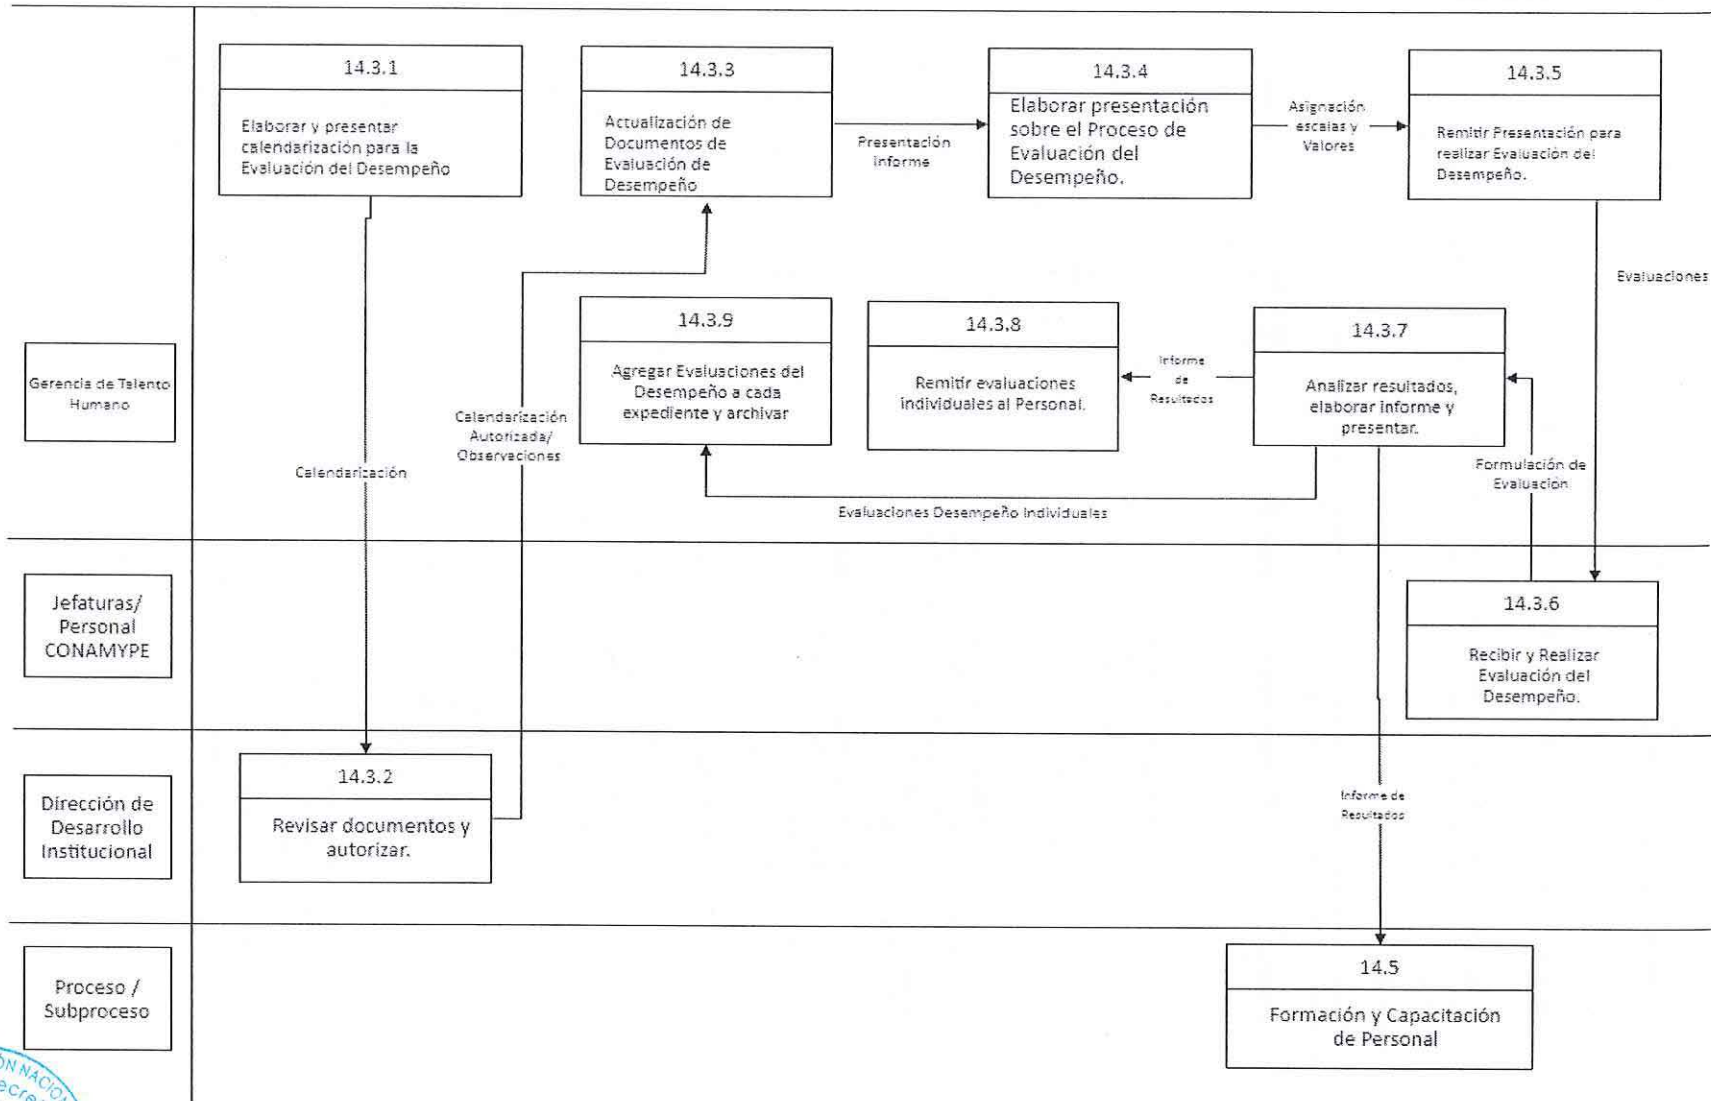 14.3.1
Elaborar y presentar
calendarización para la
Evaluación del Desempeño
14.3.3
Actualización de
Documentos de
Evaluación de
Desempeño
Presentación
Informe
14.3.4
Elaborar presentación
sobre el Proceso de
Evaluación del
Desempeño.
Asignación
escalas y
Valores
14.3.5
Remitir Presentación para
realizar Evaluación del
Desempeño.
Evaluaciones
Gerencia de Talento
Humano
Calendarización
Calendarización
Autorizada/
Observaciones
14.3.9
Agregar Evaluaciones del
Desempeño a cada
expediente y archivar
14.3.8
Remitir evaluaciones
individuales al Personal.
Informe
de
Resultados
14.3.7
Analizar resultados,
elaborar informe y
presentar.
Formulación de
Evaluación
Evaluaciones Desempeño Individuales
Jefaturas/
Personal
CONAMYPE
14.3.6
Recibir y Realizar
Evaluación del
Desempeño.
Dirección de
Desarrollo
Institucional
14.3.2
Revisar documentos y
autorizar.
Informe de
Resultados
Proceso /
Subproceso
14.5
Formación y Capacitación
de Personal